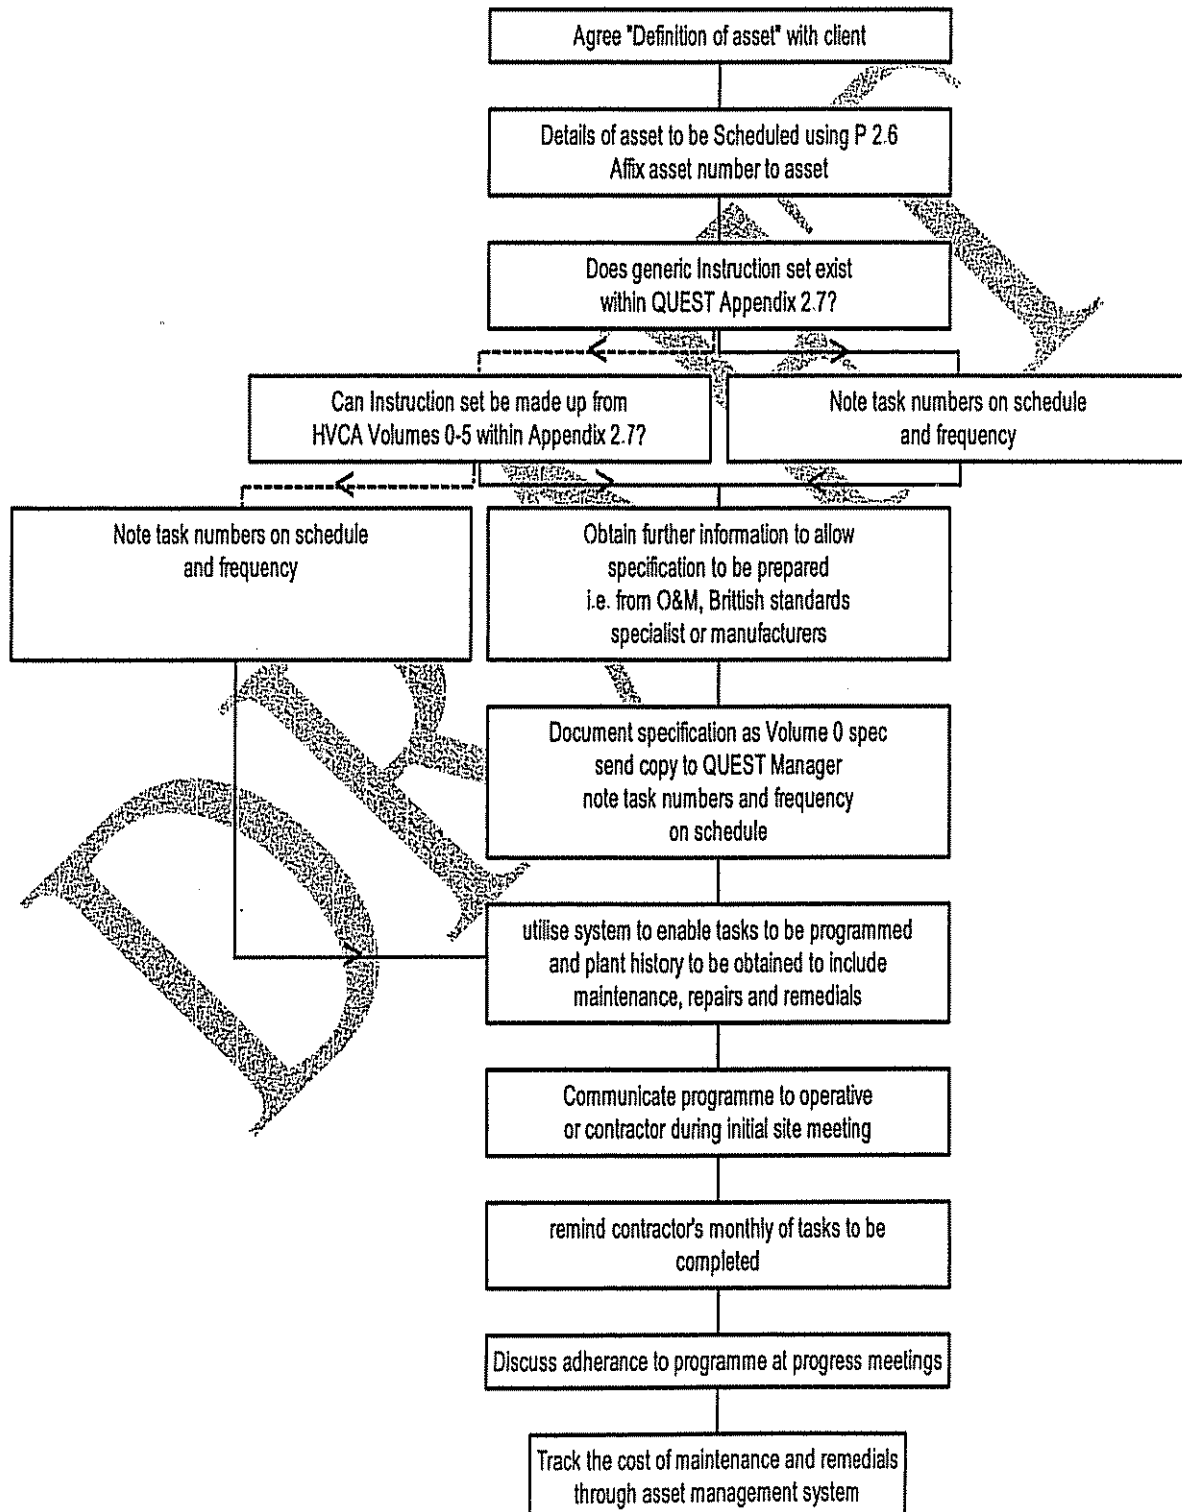 Agree "Definition of asset" with client
Details of asset to be Scheduled using P 2.6
Affix asset number to asset
Does generic Instruction set exist
within QUEST Appendix 2.7?
Can Instruction set be made up from
HVCA Volumes 0-5 within Appendix 2.7?
Note task numbers on schedule
and frequency
Note task numbers on schedule
and frequency
Obtain further information to allow
specification to be prepared
i.e. from O&M, Brittish standards
specialist or manufacturers
Document specification as Volume 0 spec
send copy to QUEST Manager
note task numbers and frequency
on schedule
utilise system to enable tasks to be programmed
and plant history to be obtained to include
maintenance, repairs and remedials
Communicate programme to operative
or contractor during initial site meeting
remind contractor's monthly of tasks to be
completed
Discuss adherance to programme at progress meetings
Track the cost of maintenance and remedials
through asset management system